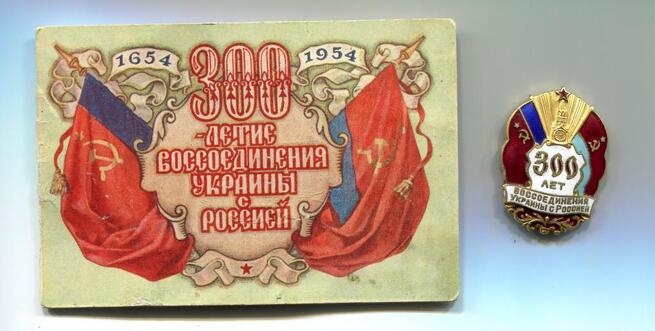 1654
1954
300
-ЛЕТИЕ
ВОССОЕДИНЕНИЯ
УКРАИНЫ
С
РОССИЕЙ
300
ЛЕТ
ВОССОЕДИНЕНИЯ
УКРАИНЫ С РОССИЕЙ